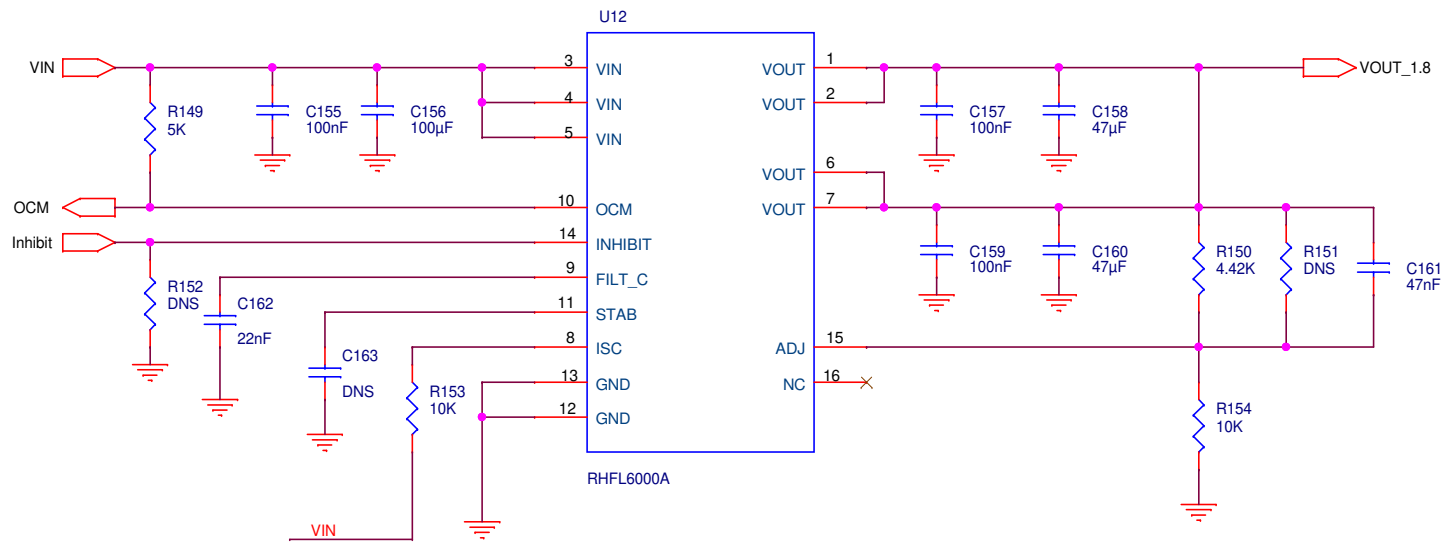 U12
VIN
3
VIN
VOUT
1
VOUT_1.8
4
VIN
VOUT
2
R149
5K
C155
100nF
C156
100µF
5
VIN
C157
100nF
C158
47µF
VOUT
6
OCM
10
OCM
VOUT
7
Inhibit
14
INHIBIT
C159
100nF
C160
47µF
R150
4.42K
R151
DNS
C161
47nF
R152
DNS
9
FILT_C
C162
22nF
11
STAB
8
ISC
ADJ
15
C163
DNS
13
GND
NC
16
R153
10K
12
GND
R154
10K
RHFL6000A
VIN